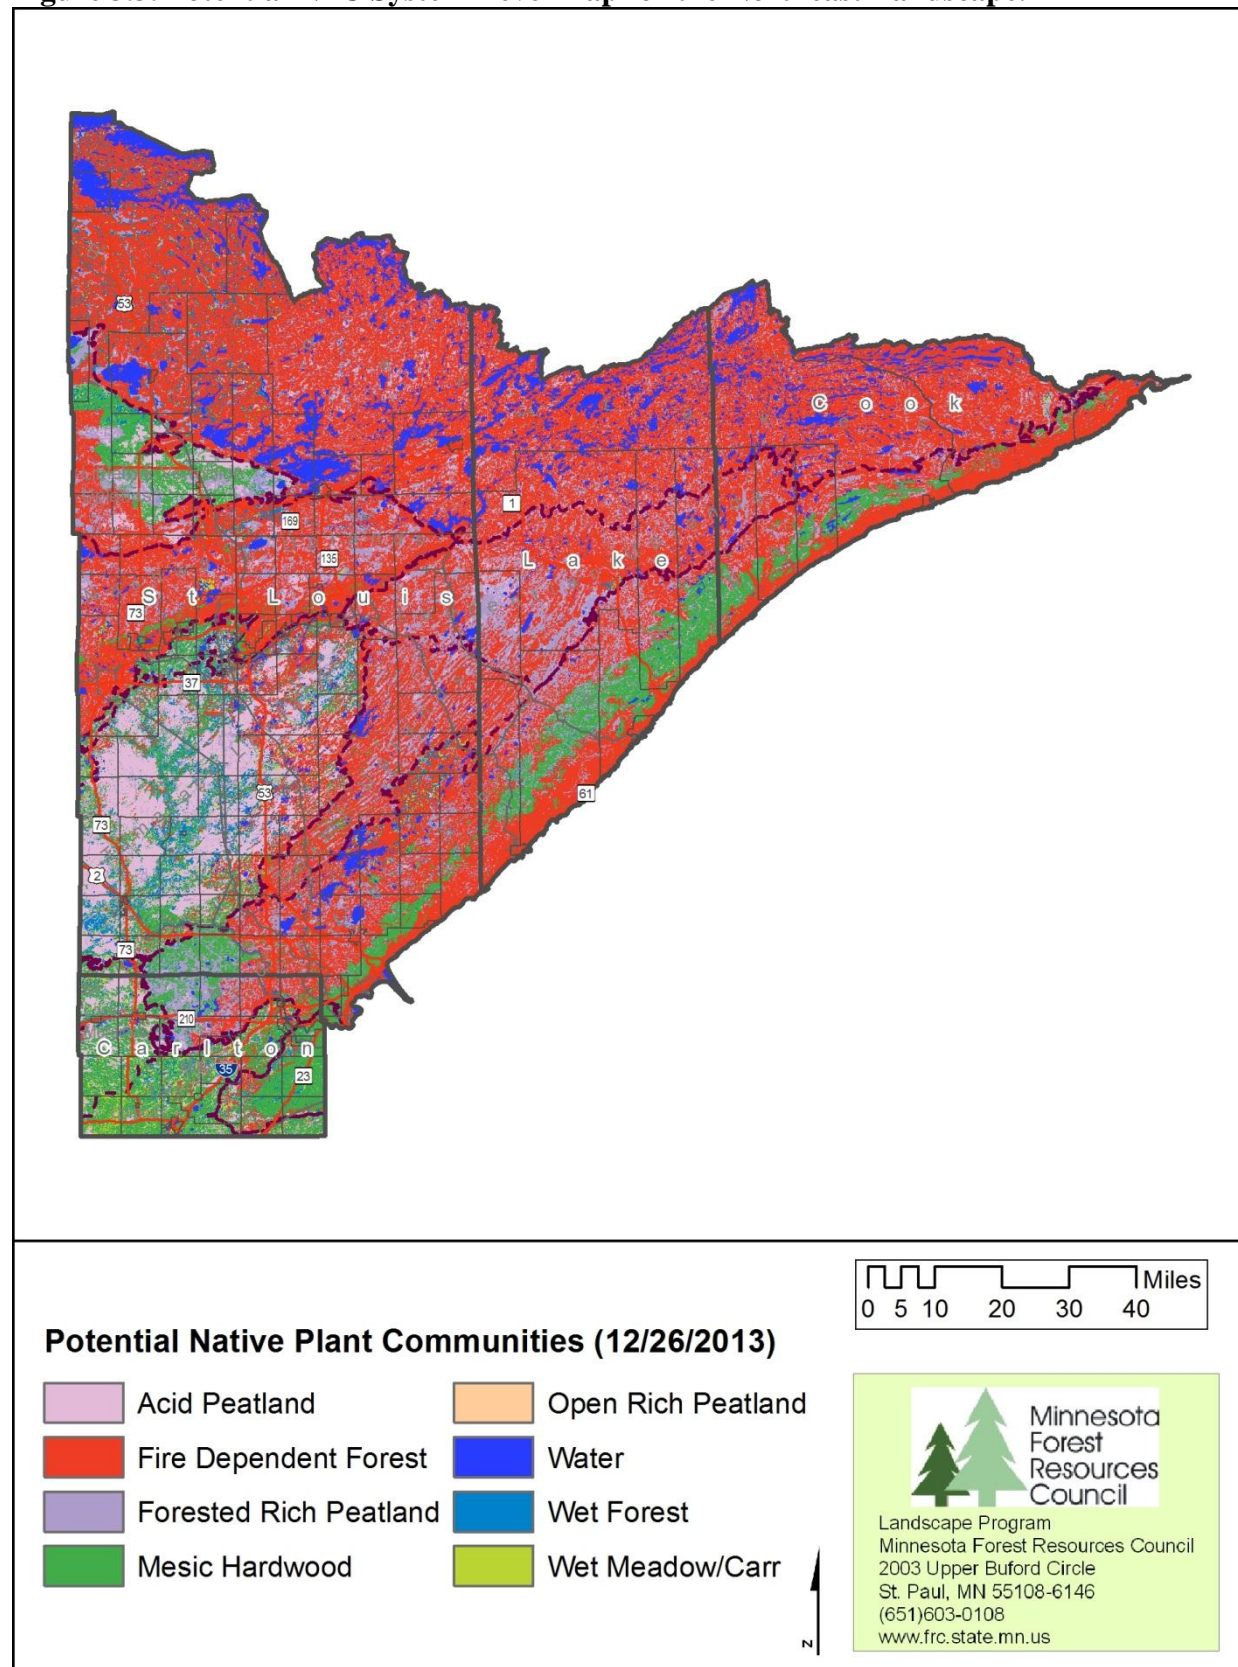 53
Cook
1
169
Lake
135
St Louis
73
37
53
61
73
2
73
210
Carlton
35
23
Miles
0 5 10 20 30 40
Potential Native Plant Communities (12/26/2013)
Acid Peatland
Open Rich Peatland
Fire Dependent Forest
Water
Forested Rich Peatland
Wet Forest
Mesic Hardwood
Wet Meadow/Carr
N
Minnesota
Forest
Resources
Council
Landscape Program
Minnesota Forest Resources Council
2003 Upper Buford Circle
St. Paul, MN 55108-6146
(651)603-0108
www.frc.state.mn.us